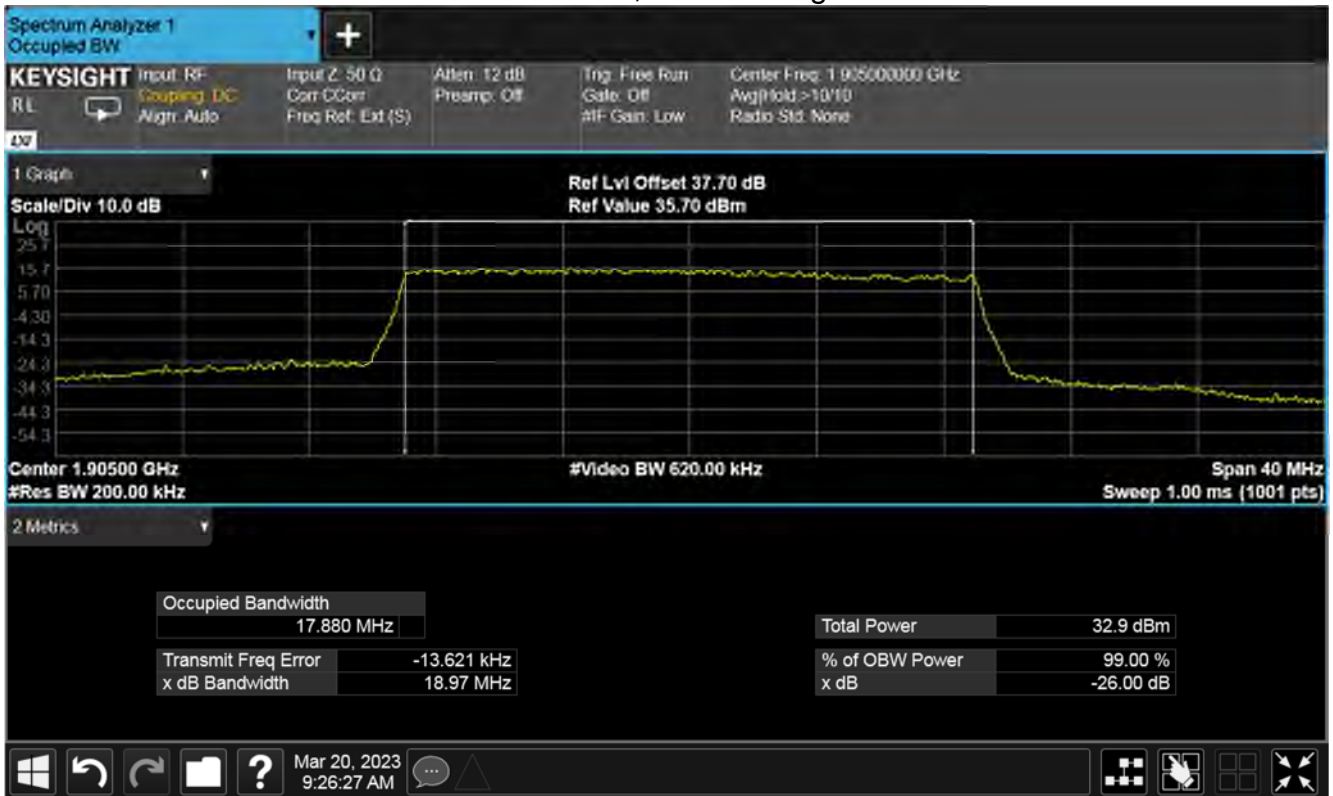 Spectrum Analyzer 1
Occupied BW
+
KEYSIGHT Input: RF Input Z: 50 Ω Atten: 12 dB Trig: Free Run Center Freq: 1.905000000 GHz
RL Coupling: DC Corr CCorr Preamp: Off Gate: Off Avg|Hold:>10/10
Align: Auto Freq Ref: Ext (S) #IF Gain: Low Radio Std: None
LXI
1 Graph
Ref Lvl Offset 37.70 dB
Scale/Div 10.0 dB Ref Value 35.70 dBm
Log
25.7
15.7
5.70
-4.30
-14.3
-24.3
-34.3
-44.3
-54.3
Center 1.90500 GHz #Video BW 620.00 kHz Span 40 MHz
#Res BW 200.00 kHz Sweep 1.00 ms (1001 pts)
2 Metrics
Occupied Bandwidth
17.880 MHz Total Power 32.9 dBm
Transmit Freq Error -13.621 kHz % of OBW Power 99.00 %
x dB Bandwidth 18.97 MHz x dB -26.00 dB
? Mar 20, 2023
9:26:27 AM